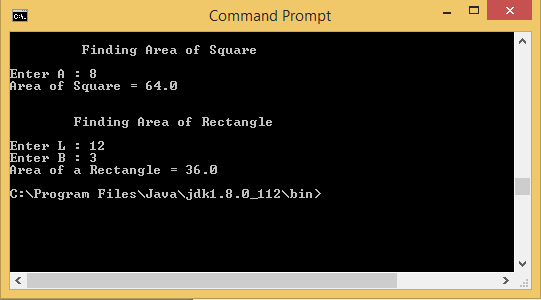 Command Prompt
Finding Area of Square
Enter A : 8
Area of Square = 64.0
Finding Area of Rectangle
Enter L : 12
Enter B : 3
Area of a Rectangle = 36.0
C:\Program Files\Java\jdk1.8.0_112\bin>